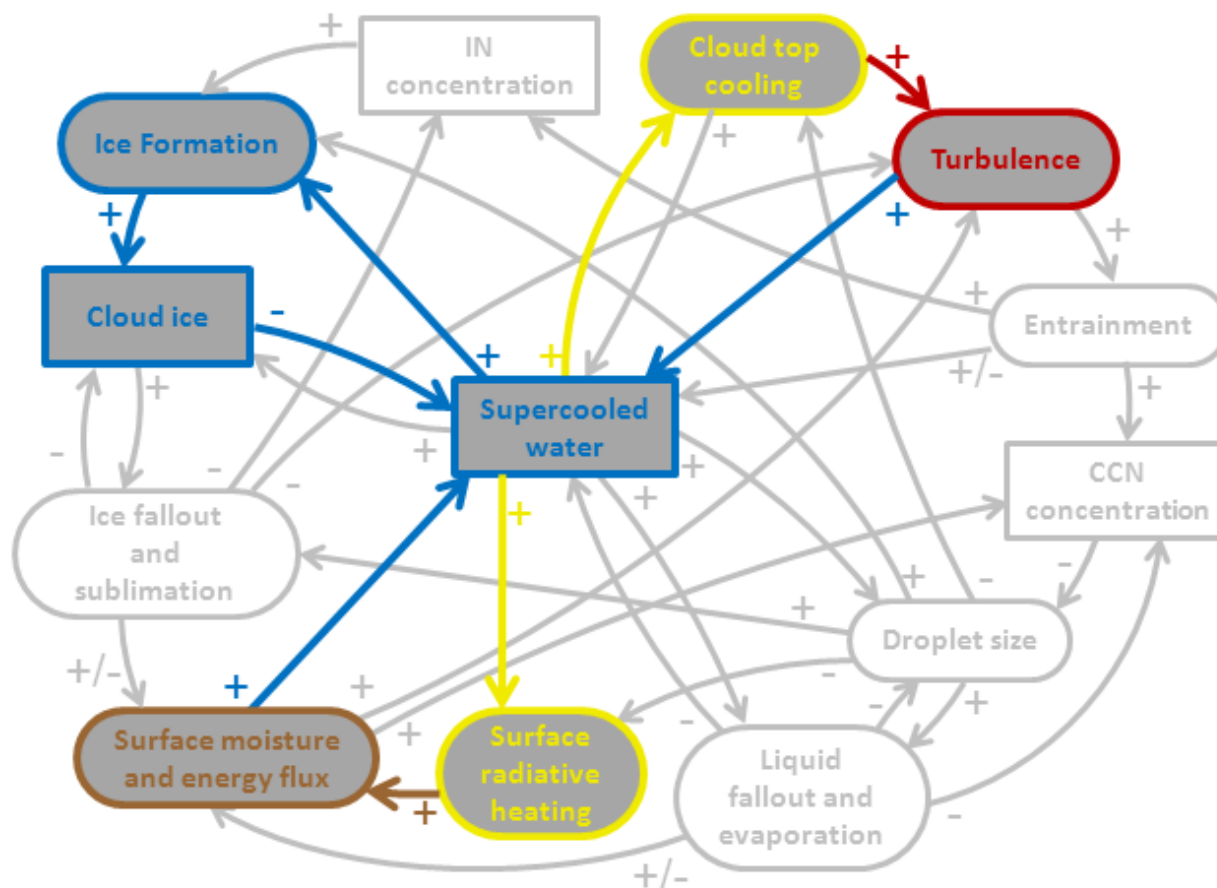 +
IN
concentration
Cloud top
cooling
+
Ice Formation
+
Turbulence
+
+
+
Cloud ice
-
+
Entrainment
+
+
+
+/-
+
Supercooled
water
-
+
-
-
+
+
+
CCN
concentration
Ice fallout
and
sublimation
-
+
-
+
Droplet size
+/-
+
+
-
-
+
-
+
Surface moisture
and energy flux
Surface
radiative
heating
Liquid
fallout and
evaporation
+
-
+/-